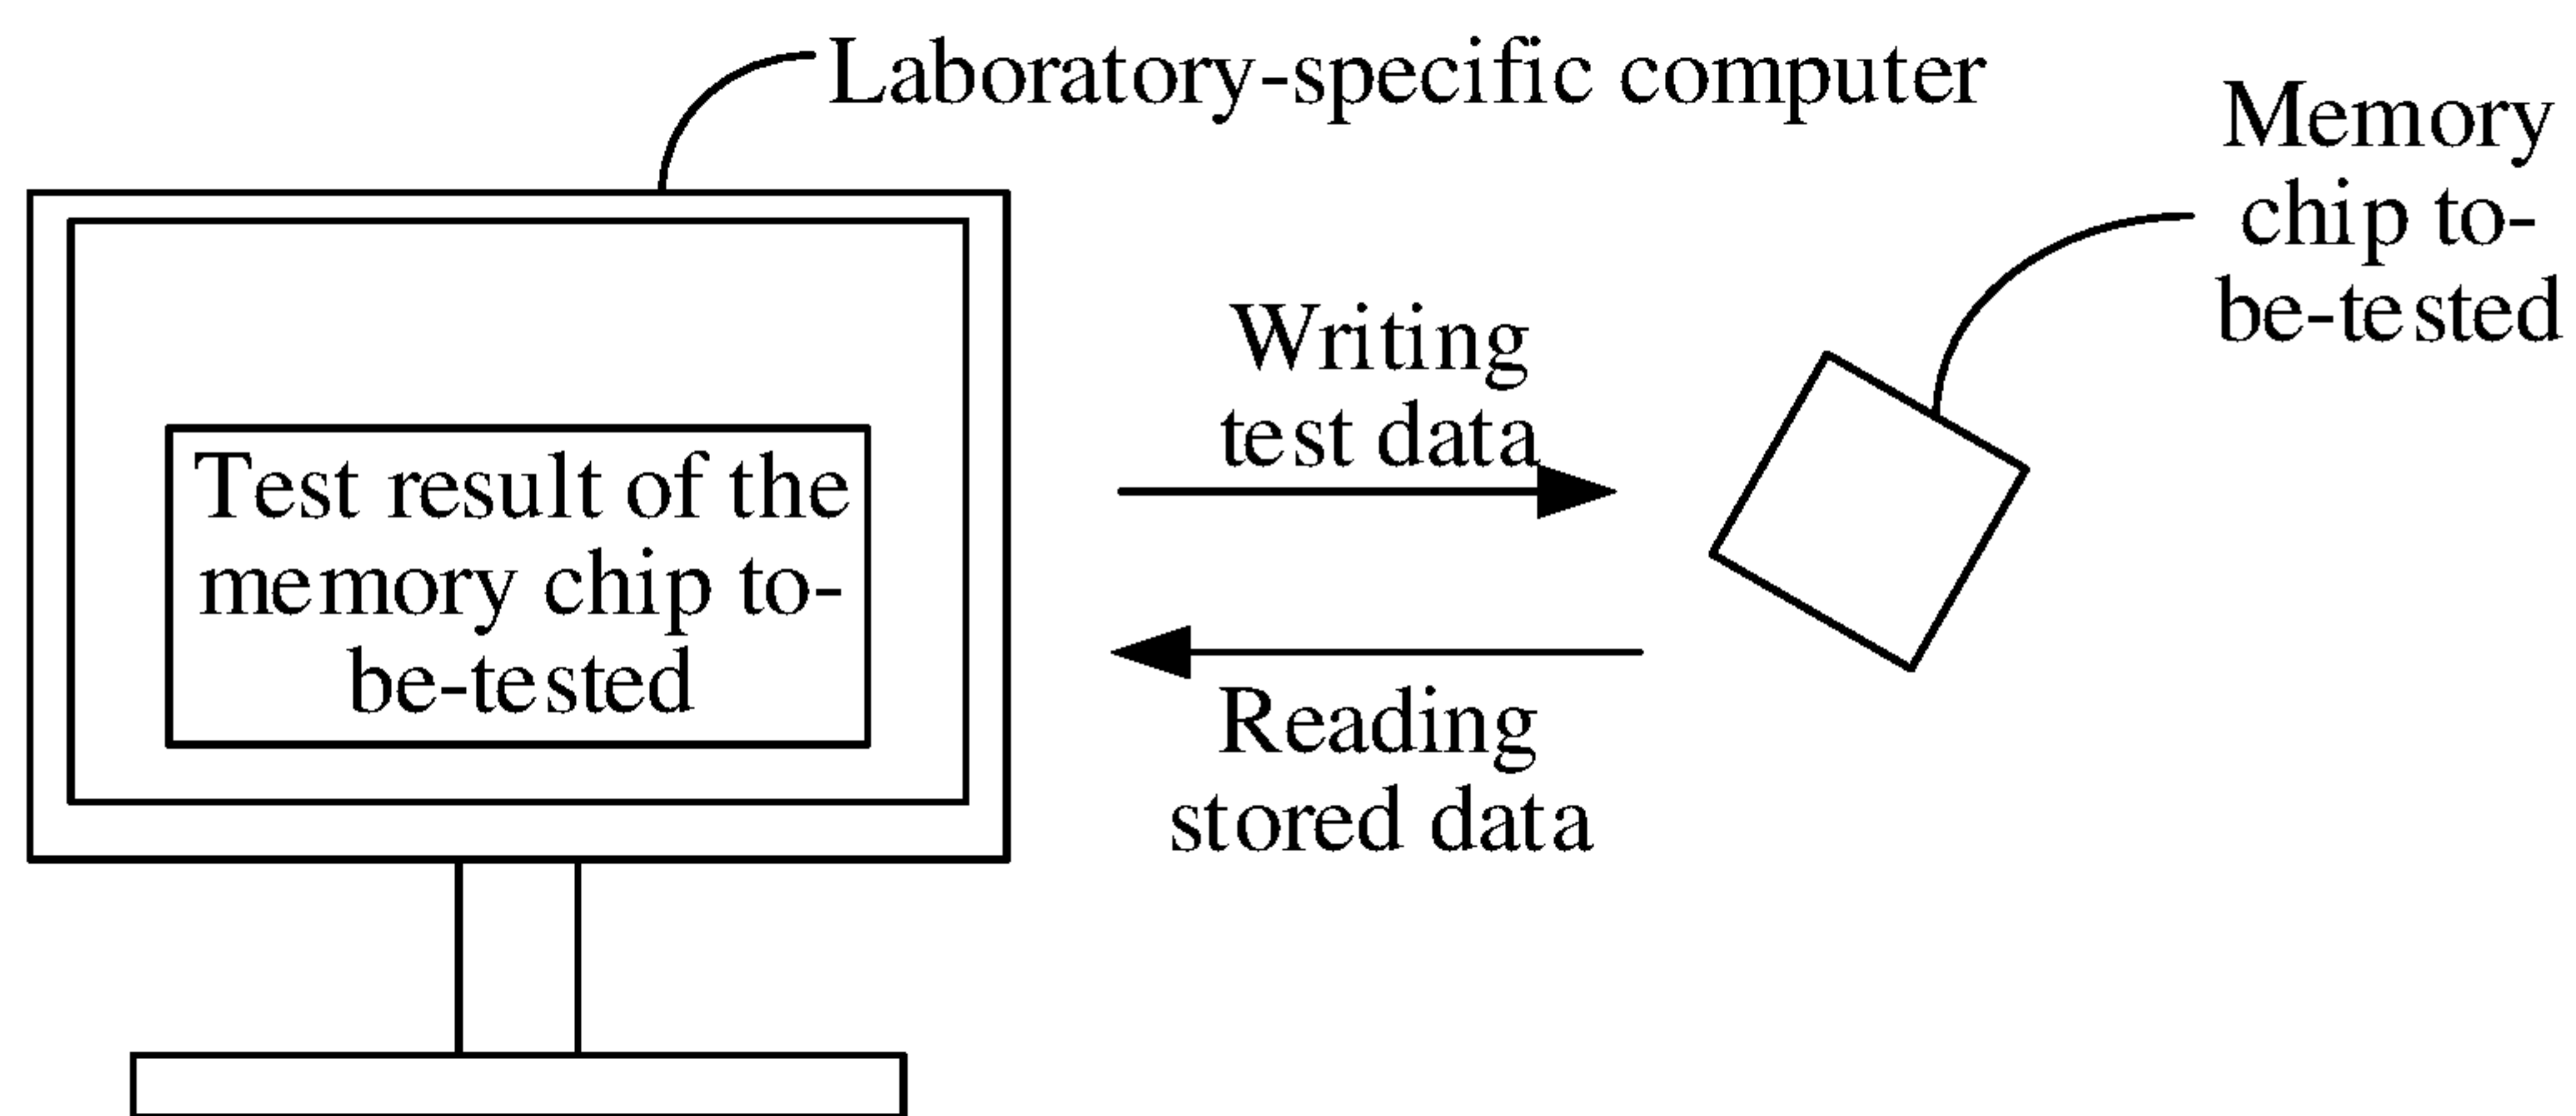 Laboratory-specific computer
Memory
chip to-
be-tested
Writing
test data
Test result of the
memory chip to-
be-tested
Reading
stored data